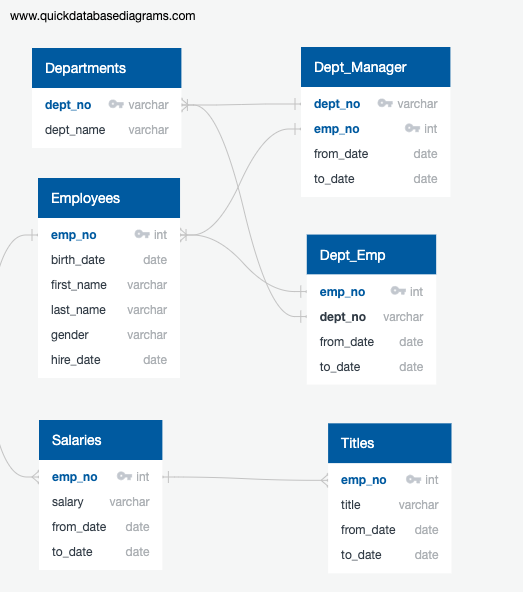 www.quickdatabasediagrams.com
Departments
dept_no varchar
dept_name varchar
Dept_Manager
dept_no varchar
emp_no int
from_date date
to_date date
Employees
emp_no int
birth_date date
first_name varchar
last_name varchar
gender varchar
hire_date date
Dept_Emp
emp_no int
dept_no varchar
from_date date
to_date date
Salaries
emp_no int
salary varchar
from_date date
to_date date
Titles
emp_no int
title varchar
from_date date
to_date date